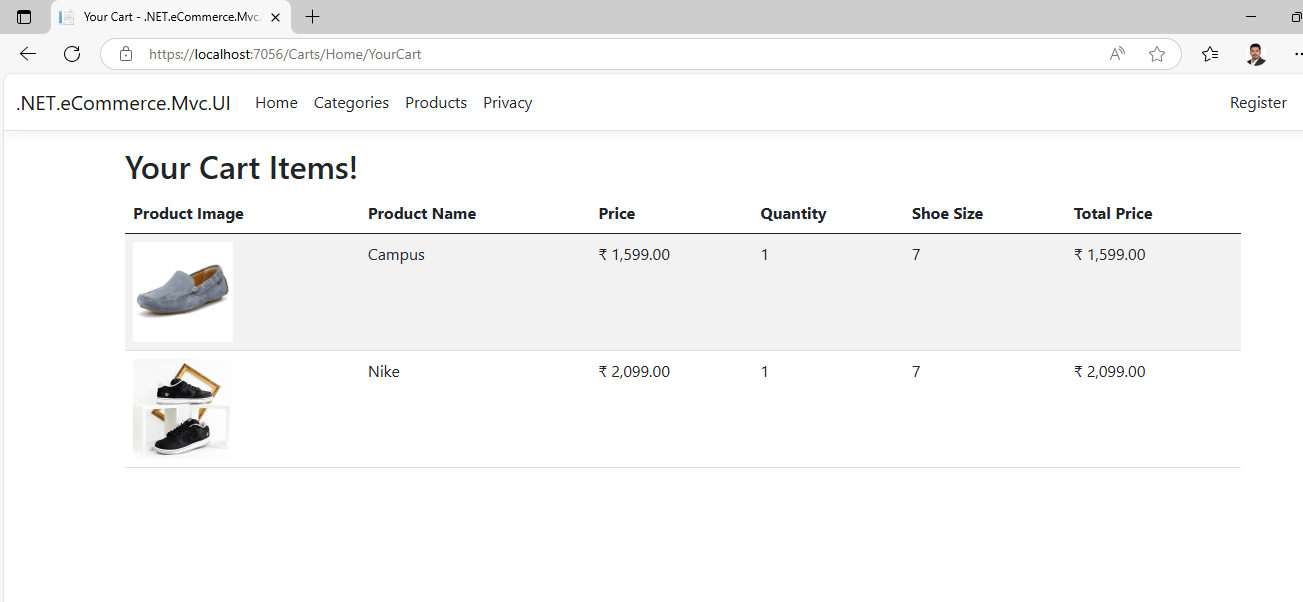 Your Cart - .NET.eCommerce.Mvc.
https://localhost:7056/Carts/Home/YourCart
.NET.eCommerce.Mvc.UI Home Categories Products Privacy Register
Your Cart Items!
Product Image Product Name Price Quantity Shoe Size Total Price
Campus ₹ 1,599.00 1 7 ₹ 1,599.00
Nike ₹ 2,099.00 1 7 ₹ 2,099.00